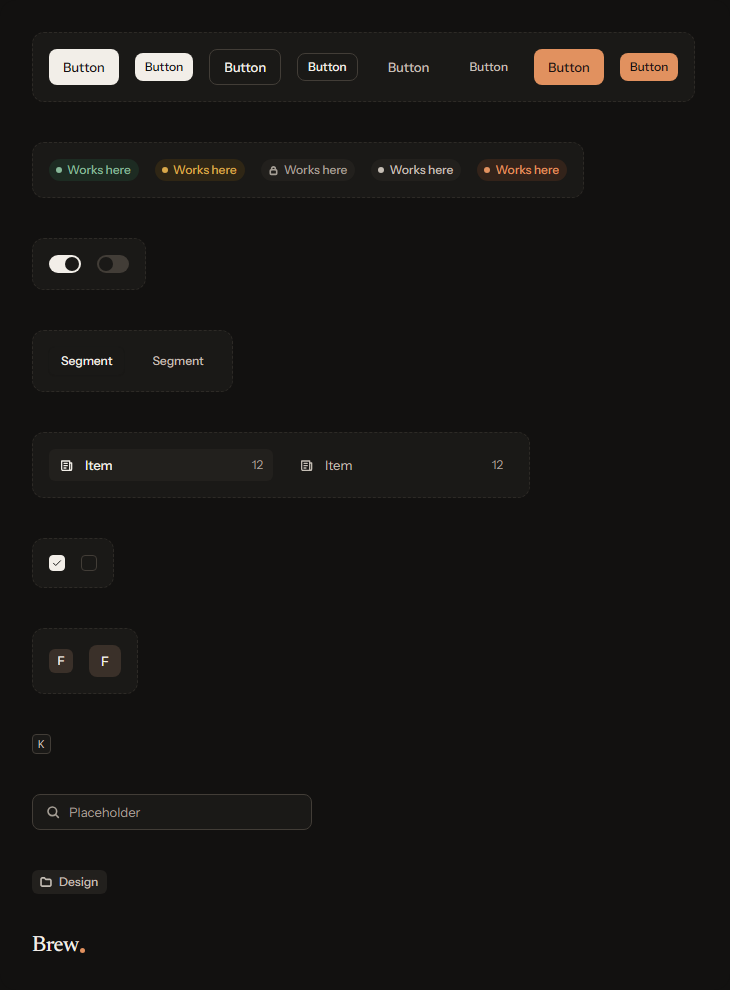 Button Button Button Button Button Button Button Button
Works here Works here Works here Works here Works here
Segment Segment
Item 12 Item 12
F F
K
Placeholder
Design
Brew.